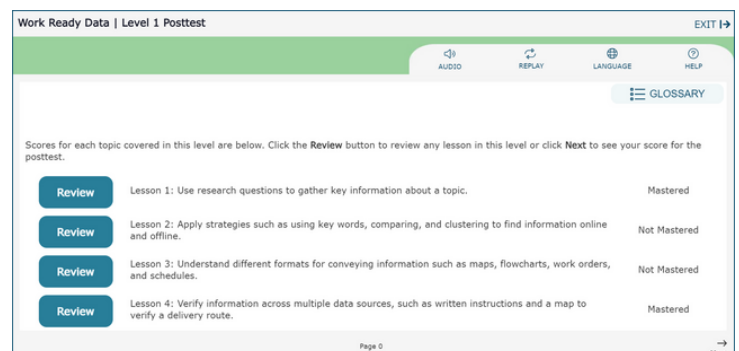 Work Ready Data | Level 1 Posttest
EXIT
AUDIO
REPLAY
LANGUAGE
HELP
GLOSSARY
Scores for each topic covered in this level are below. Click the Review button to review any lesson in this level or click Next to see your score for the
posttest.
Review
Lesson 1: Use research questions to gather key information about a topic.
Mastered
Review
Lesson 2: Apply strategies such as using key words, comparing, and clustering to find information online
and offline.
Not Mastered
Review
Lesson 3: Understand different formats for conveying information such as maps, flowcharts, work orders,
and schedules.
Not Mastered
Review
Lesson 4: Verify information across multiple data sources, such as written instructions and a map to
verify a delivery route.
Mastered
Page 0